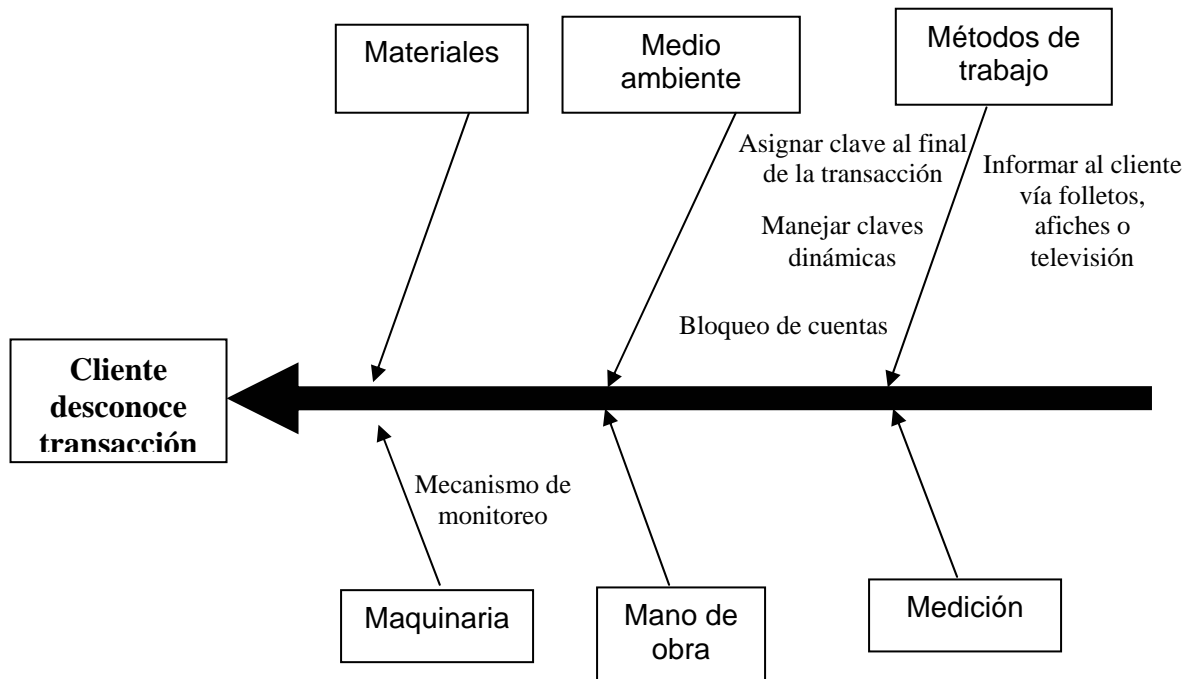 Materiales
Medio
ambiente
Métodos de
trabajo
Asignar clave al final
de la transacción
Informar al cliente
vía folletos,
afiches o
televisión
Manejar claves
dinámicas
Bloqueo de cuentas
Cliente
desconoce
transacción
Mecanismo de
monitoreo
Maquinaria
Mano de
obra
Medición